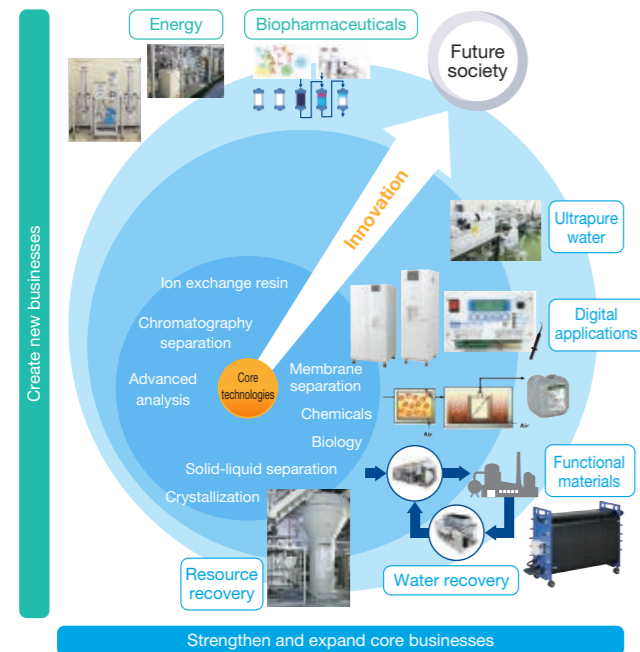 Energy
Biopharmaceuticals
Future
society
Innovation
Ultrapure
water
Ion exchange resin
Digital
applications
Chromatography
separation
Create new businesses
Membrane
separation
Core
technologies
Advanced
analysis
Chemicals
Air
Air
Biology
Solid-liquid separation
Functional
materials
Crystallization
Resource
recovery
Water recovery
Strengthen and expand core businesses